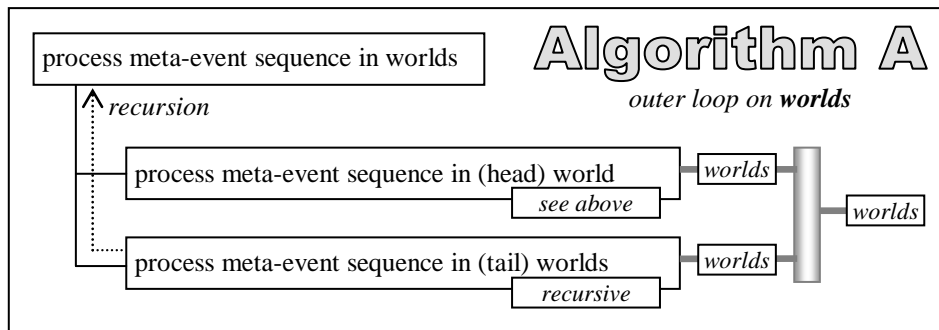 Algorithm A
outer loop on worlds
process meta-event sequence in worlds
recursion
process meta-event sequence in (head) world
see above
worlds
worlds
process meta-event sequence in (tail) worlds
recursive
worlds